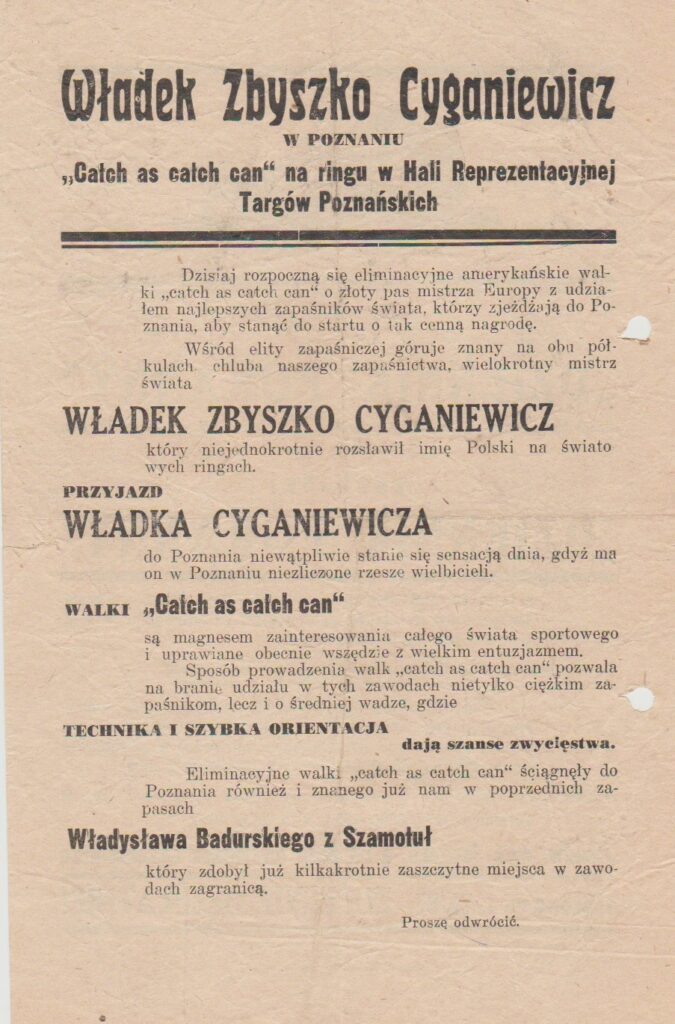 Władek Zbyszko Cyganiewicz
W POZNANIU
„Catch as catch can“ na ringu w Hali Reprezentacyjnej
Targów Poznańskich
Dzisiaj rozpoczną się eliminacyjne amerykańskie wal-
ki „catch as catch can“ o złoty pas mistrza Europy z udzia-
łem najlepszych zapaśników świata, którzy zjeżdżają do Po-
znania, aby stanąć do startu o tak cenną nagrodę.
Wśród elity zapaśniczej góruje znany na obu pół-
kulach chluba naszego zapaśnictwa, wielokrotny mistrz
świata
WŁADEK ZBYSZKO CYGANIEWICZ
który niejednokrotnie rozsławił imię Polski na świato
wych ringach.
PRZYJAZD
WŁADKA CYGANIEWICZA
do Poznania niewątpliwie stanie się sensacją dnia, gdyż ma
on w Poznaniu niezliczone rzesze wielbicieli.
WALKI „Catch as catch can“
są magnesem zainteresowania całego świata sportowego
i uprawiane obecnie wszędzie z wielkim entuzjazmem.
Sposób prowadzenia walk „catch as catch can“ pozwala
na branie udziału w tych zawodach nietylko ciężkim za-
paśnikom, lecz i o średniej wadze, gdzie
TECHNIKA I SZYBKA ORIENTACJA
dają szanse zwycięstwa.
Eliminacyjne walki „catch as catch can“ ściągnęły do
Poznania również i znanego już nam w poprzednich za-
pasach
Władysława Badurskiego z Szamotuł
który zdobył już kilkakrotnie zaszczytne miejsca w zawo-
dach zagranicą.
Proszę odwrócić.